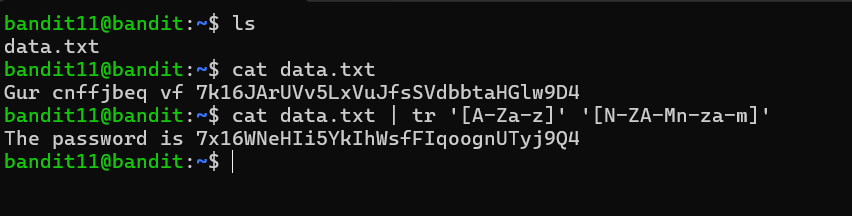 bandit11@bandit:~$ ls
data.txt
bandit11@bandit:~$ cat data.txt
Gur cnffjbeq vf 7k16JArUVv5LxVuJfsSVdbbtaHGlw9D4
bandit11@bandit:~$ cat data.txt | tr '[A-Za-z]' '[N-ZA-Mn-za-m]'
The password is 7x16WNeHIi5YkIhWsfFIqoognUTyj9Q4
bandit11@bandit:~$